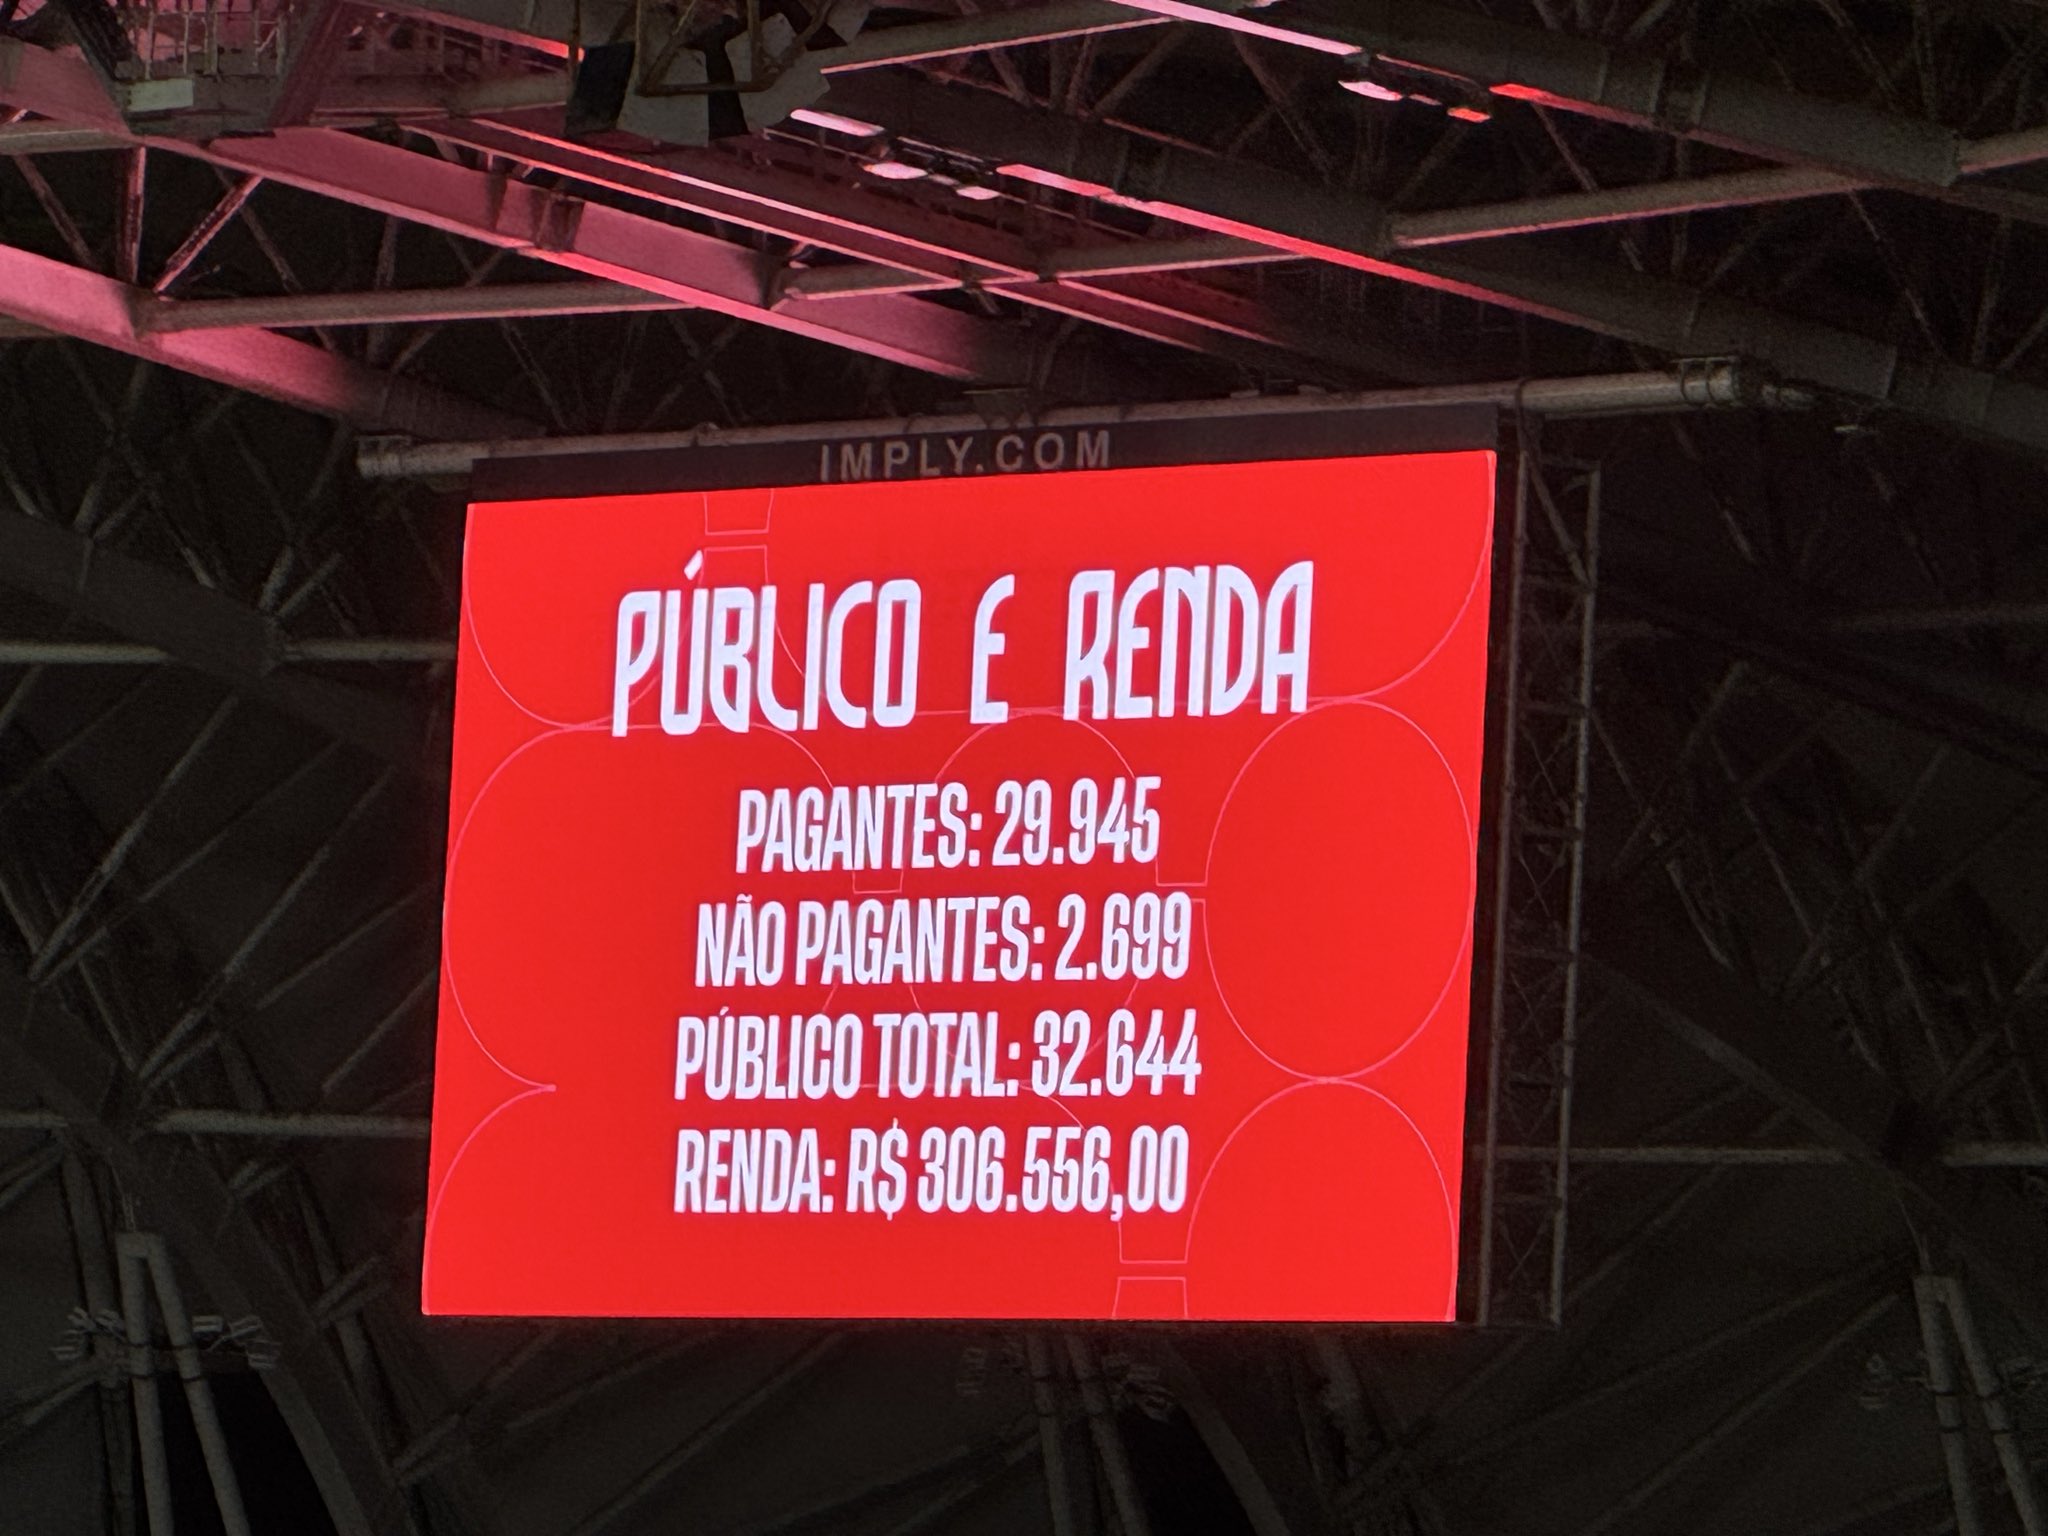 IMPLY.COM
PÚBLICO E RENDA
PAGANTES: 29.945
NÃO PAGANTES: 2.699
PÚBLICO TOTAL: 32.644
RENDA: R$ 306.556,00